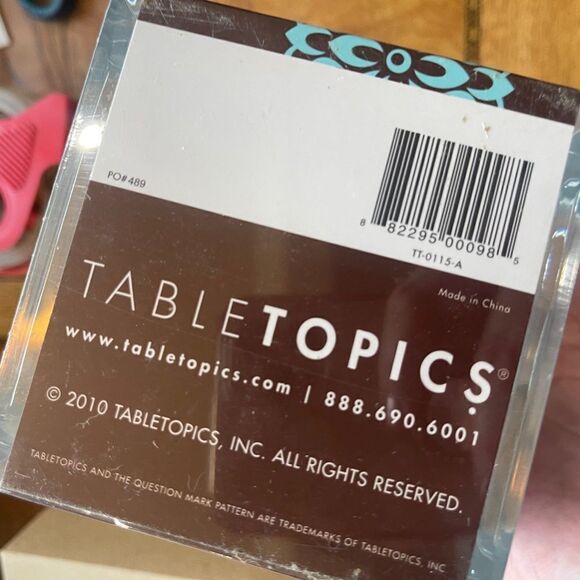 PO#489
8 82295 00098 5
TT-0115-A
Made in China
TABLETOPICS®
www.tabletopics.com | 888.690.6001
© 2010 TABLETOPICS, INC. ALL RIGHTS RESERVED.
TABLETOPICS AND THE QUESTION MARK PATTERN ARE TRADEMARKS OF TABLETOPICS, INC